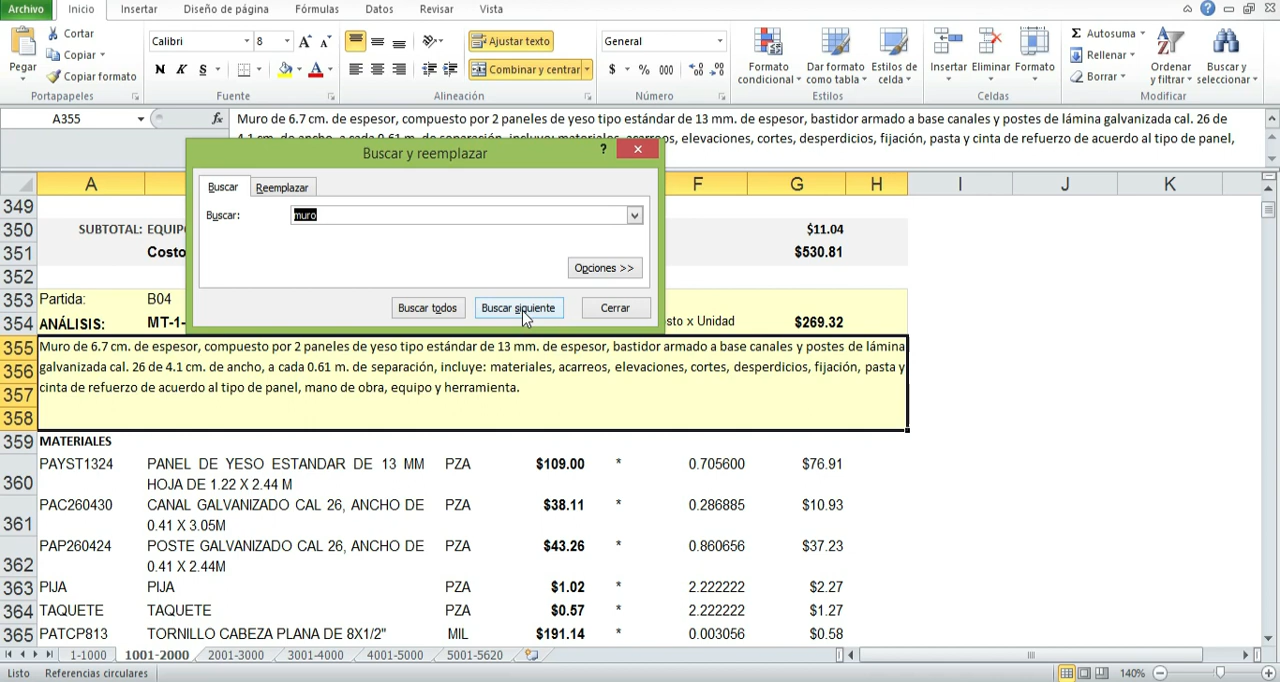 Archivo Inicio Insertar Diseño de página Fórmulas Datos Revisar Vista
Pegar
Cortar
Copiar
Copiar formato
Portapapeles
Calibri 8
N K S
Fuente
Ajustar texto
Combinar y centrar
Alineación
General
$ % 000
Número
Formato condicional
Dar formato como tabla
Estilos de celda
Estilos
Insertar Eliminar Formato
Celdas
Autosuma
Rellenar
Borrar
Ordenar y filtrar
Buscar y seleccionar
Modificar
A355 fx Muro de 6.7 cm. de espesor, compuesto por 2 paneles de yeso tipo estándar de 13 mm. de espesor, bastidor armado a base canales y postes de lámina galvanizada cal. 26 de
4.1 cm. de ancho, a cada 0.61 m. de separación, incluye: materiales, acarreos, elevaciones, cortes, desperdicios, fijación, pasta y cinta de refuerzo de acuerdo al tipo de panel,
Buscar y reemplazar
Buscar Reemplazar
Buscar: muro
Opciones >>
Buscar todos Buscar siguiente Cerrar
A F G H I J K
349
350 SUBTOTAL: EQUIPO $11.04
351 Costo $530.81
352
353 Partida: B04
354 ANÁLISIS: MT-1- sto x Unidad $269.32
355 Muro de 6.7 cm. de espesor, compuesto por 2 paneles de yeso tipo estándar de 13 mm. de espesor, bastidor armado a base canales y postes de lámina
356 galvanizada cal. 26 de 4.1 cm. de ancho, a cada 0.61 m. de separación, incluye: materiales, acarreos, elevaciones, cortes, desperdicios, fijación, pasta y
357 cinta de refuerzo de acuerdo al tipo de panel, mano de obra, equipo y herramienta.
358
359 MATERIALES
360 PAYST1324 PANEL DE YESO ESTANDAR DE 13 MM PZA $109.00 * 0.705600 $76.91
HOJA DE 1.22 X 2.44 M
361 PAC260430 CANAL GALVANIZADO CAL 26, ANCHO DE PZA $38.11 * 0.286885 $10.93
0.41 X 3.05M
362 PAP260424 POSTE GALVANIZADO CAL 26, ANCHO DE PZA $43.26 * 0.860656 $37.23
0.41 X 2.44M
363 PIJA PIJA PZA $1.02 * 2.222222 $2.27
364 TAQUETE TAQUETE PZA $0.57 * 2.222222 $1.27
365 PATCP813 TORNILLO CABEZA PLANA DE 8X1/2" MIL $191.14 * 0.003056 $0.58
1-1000 1001-2000 2001-3000 3001-4000 4001-5000 5001-5620
Listo Referencias circulares 140%